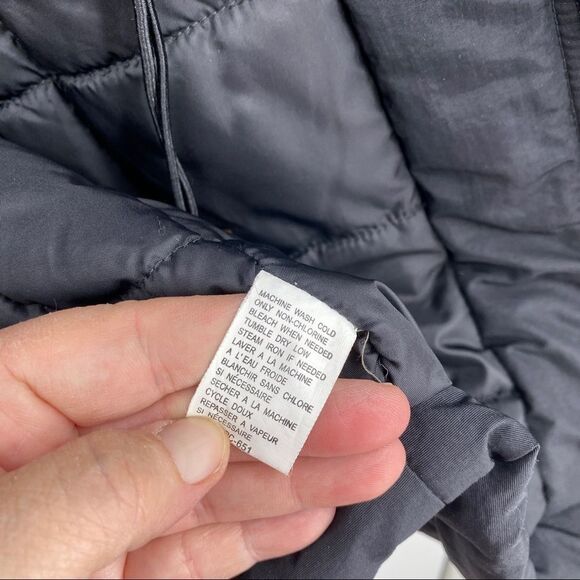 MACHINE WASH COLD
ONLY NON-CHLORINE
BLEACH WHEN NEEDED
TUMBLE DRY LOW
STEAM IRON IF NEEDED
LAVER A LA MACHINE
A L'EAU FROIDE
BLANCHIR SANS CHLORE
SI NÉCESSAIRE
SECHER A LA MACHINE
CYCLE DOUX
REPASSER A VAPEUR
SI NÉCESSAIRE